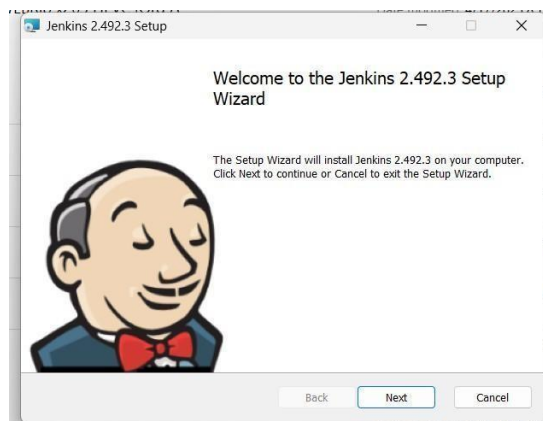 Jenkins 2.492.3 Setup
Welcome to the Jenkins 2.492.3 Setup
Wizard
The Setup Wizard will install Jenkins 2.492.3 on your computer.
Click Next to continue or Cancel to exit the Setup Wizard.
Back Next Cancel